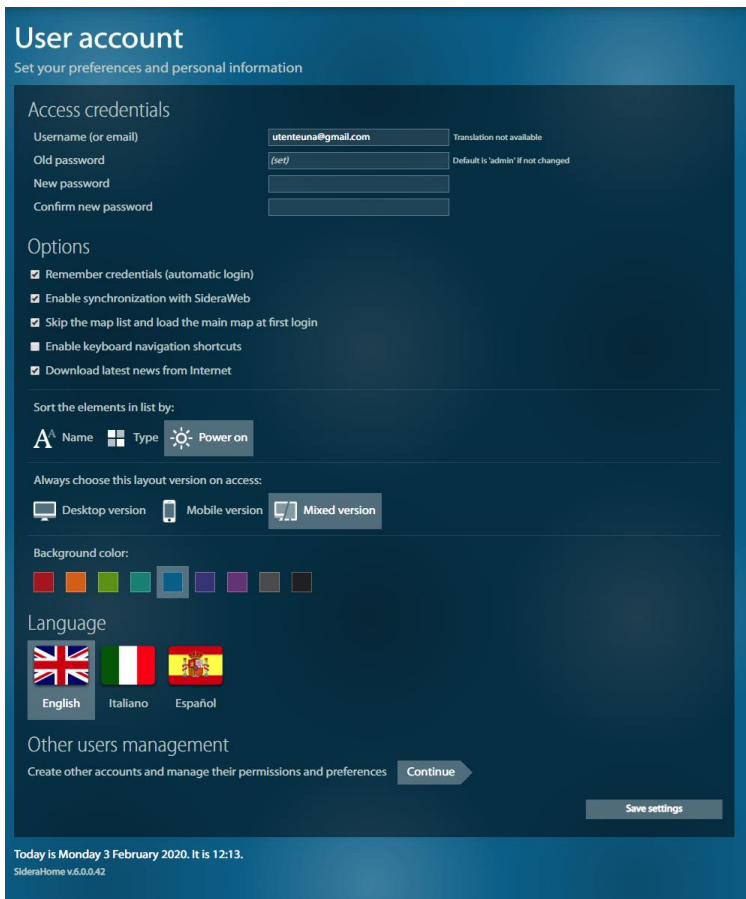 User account
Set your preferences and personal information
Access credentials
Username (or email) utenteuna@gmail.com Translation not available
Old password (set) Default is 'admin' if not changed
New password
Confirm new password
Options
Remember credentials (automatic login)
Enable synchronization with SideraWeb
Skip the map list and load the main map at first login
Enable keyboard navigation shortcuts
Download latest news from Internet
Sort the elements in list by:
AA Name Type Power on
Always choose this layout version on access:
Desktop version Mobile version Mixed version
Background color:
Language
English Italiano Español
Other users management
Create other accounts and manage their permissions and preferences Continue
Save settings
Today is Monday 3 February 2020. It is 12:13.
SideraHome v.6.0.0.42